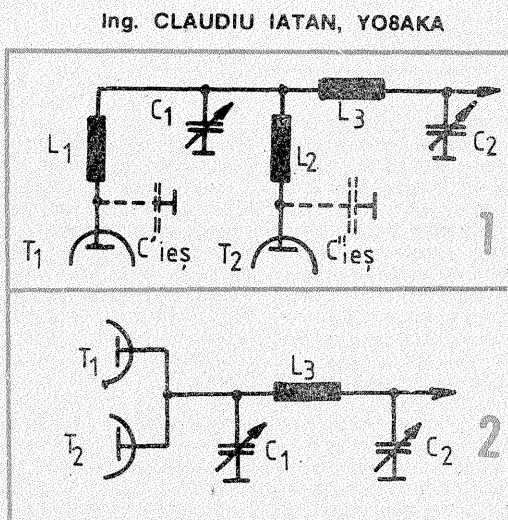 Ing. CLAUDIU IATAN, YO8AKA
C1
L3
C2
L1
L2
T1
C'ieș
T2
C"ieș
1
T1
L3
T2
C1
C2
2